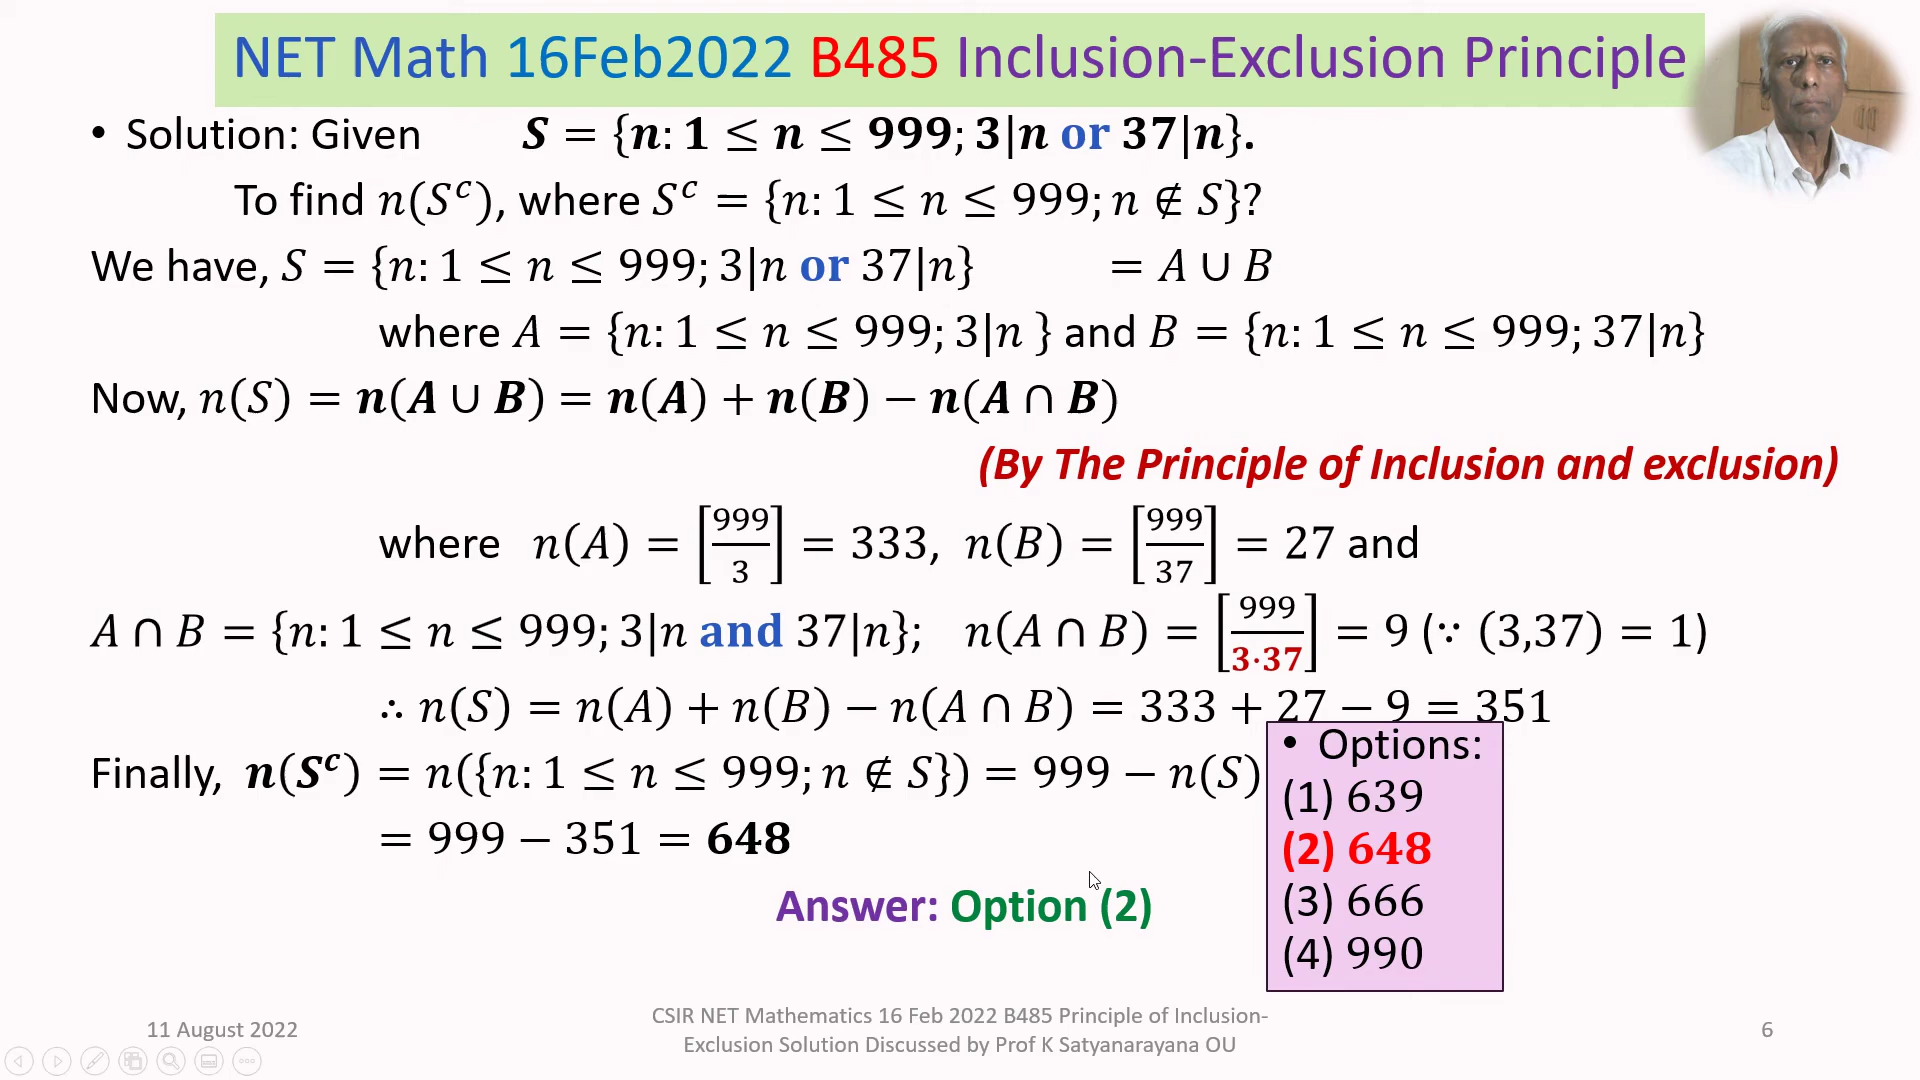 NET Math 16Feb2022 B485 Inclusion-Exclusion Principle
• Solution: Given S = {n: 1 ≤ n ≤ 999; 3|n or 37|n}.
To find n(Sᶜ), where Sᶜ = {n: 1 ≤ n ≤ 999; n ∉ S}?
We have, S = {n: 1 ≤ n ≤ 999; 3|n or 37|n} = A ∪ B
where A = {n: 1 ≤ n ≤ 999; 3|n } and B = {n: 1 ≤ n ≤ 999; 37|n}
Now, n(S) = n(A ∪ B) = n(A) + n(B) − n(A ∩ B)
(By The Principle of Inclusion and exclusion)
where n(A) = [999/3] = 333, n(B) = [999/37] = 27 and
A ∩ B = {n: 1 ≤ n ≤ 999; 3|n and 37|n}; n(A ∩ B) = [999/3·37] = 9 (∵ (3,37) = 1)
∴ n(S) = n(A) + n(B) − n(A ∩ B) = 333 + 27 − 9 = 351
Finally, n(Sᶜ) = n({n: 1 ≤ n ≤ 999; n ∉ S}) = 999 − n(S)
= 999 − 351 = 648
Answer: Option (2)
• Options:
(1) 639
(2) 648
(3) 666
(4) 990
11 August 2022
CSIR NET Mathematics 16 Feb 2022 B485 Principle of Inclusion-
Exclusion Solution Discussed by Prof K Satyanarayana OU
6